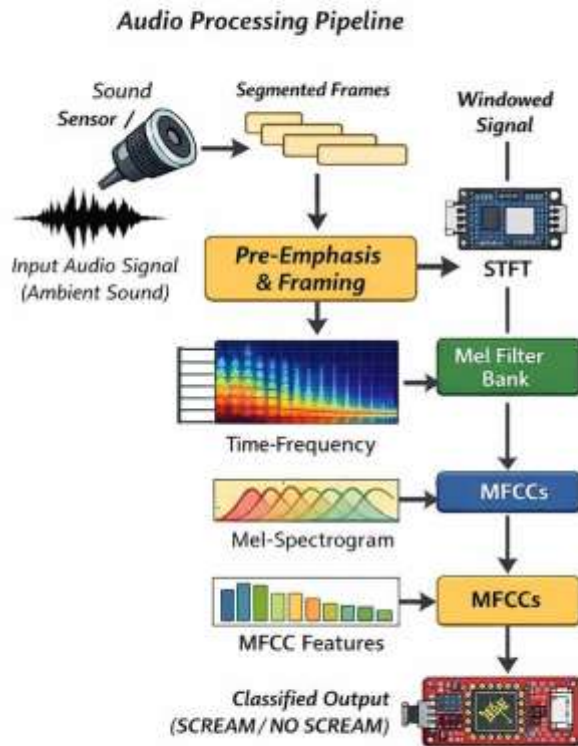 Audio Processing Pipeline
Sound
Sensor /
Segmented Frames
Windowed
Signal
Input Audio Signal
(Ambient Sound)
Pre-Emphasis
& Framing
STFT
Mel Filter
Bank
Time-Frequency
MFCCs
Mel-Spectrogram
MFCCs
MFCC Features
Classified Output
(SCREAM / NO SCREAM)